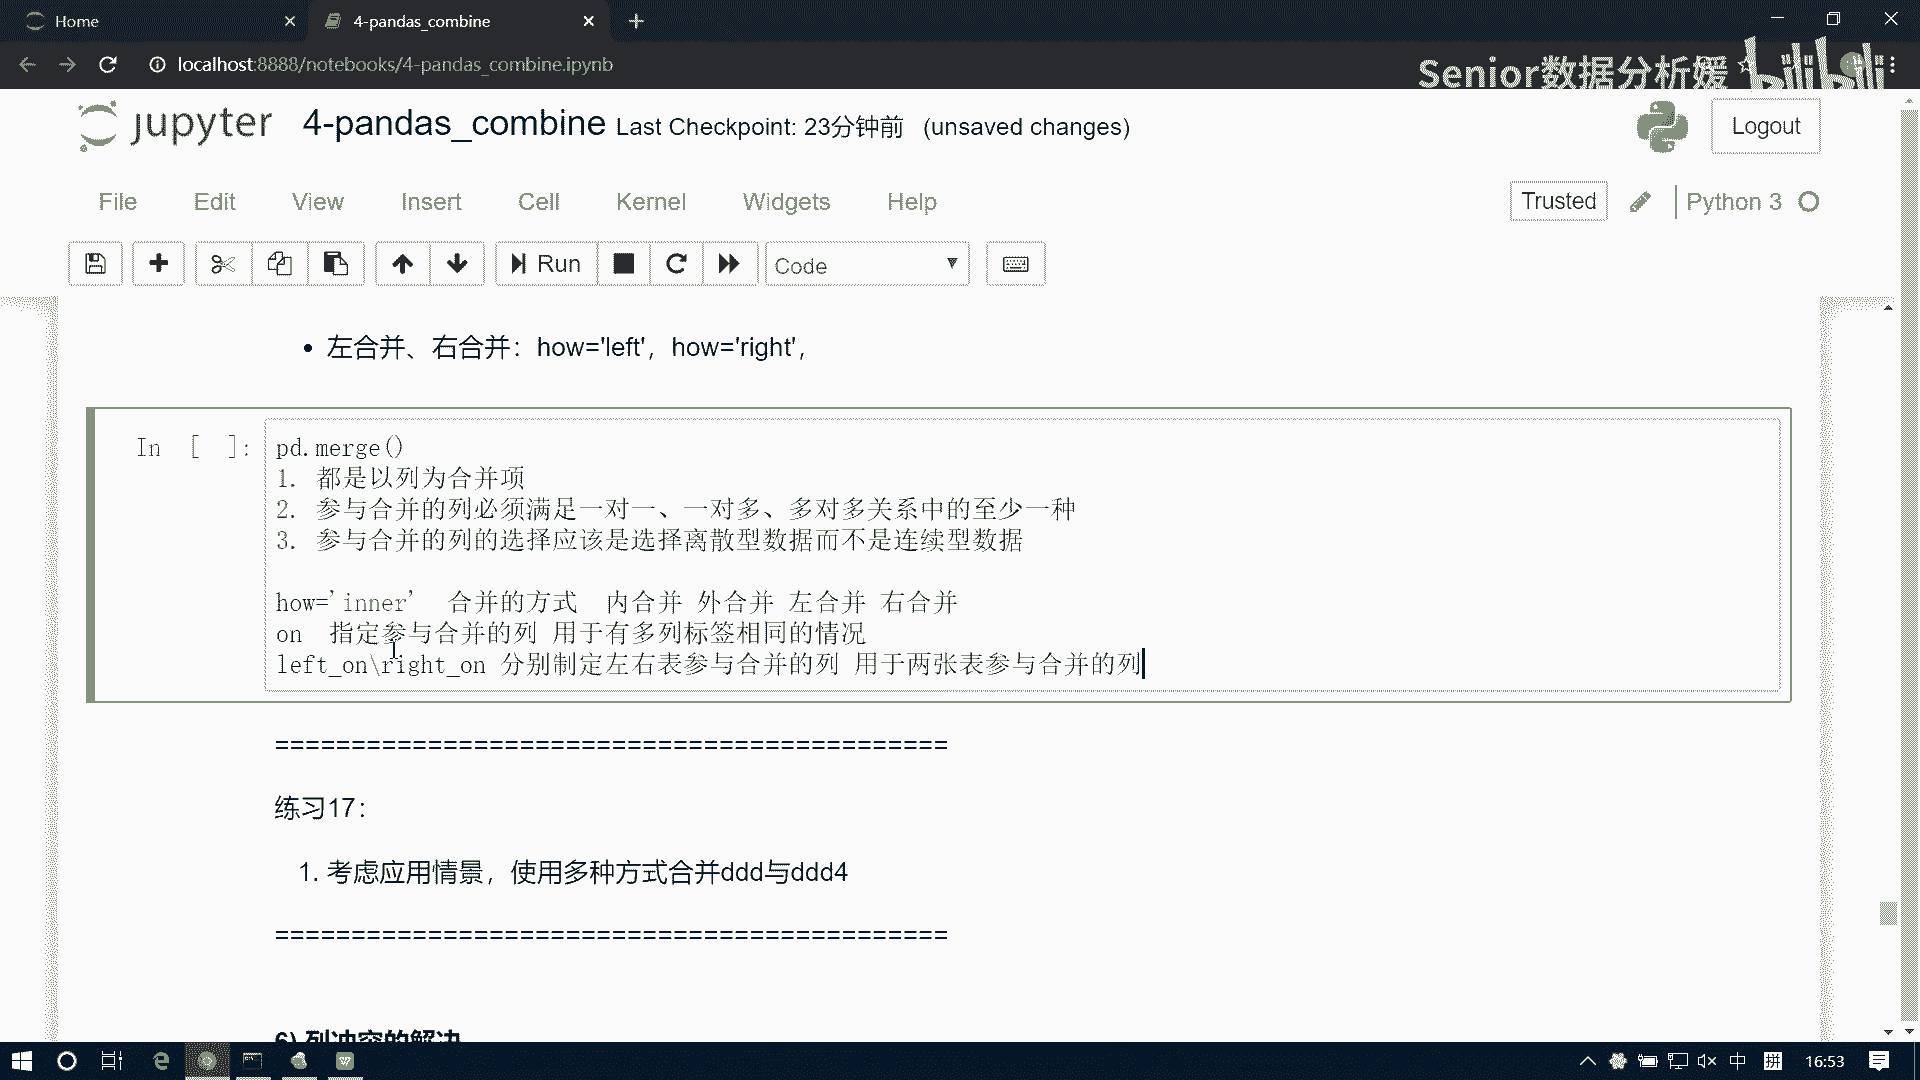 Home
4-pandas_combine
localhost:8888/notebooks/4-pandas_combine.ipynb
Senior数据分析媛 bilibili
jupyter 4-pandas_combine Last Checkpoint: 23分钟前 (unsaved changes)
Logout
File Edit View Insert Cell Kernel Widgets Help
Trusted Python 3
Run Code
左合并、右合并：how='left'，how='right'，
In [ ]: pd.merge()
1. 都是以列为合并项
2. 参与合并的列必须满足一对一、一对多、多对多关系中的至少一种
3. 参与合并的列的选择应该是选择离散型数据而不是连续型数据
how='inner' 合并的方式 内合并 外合并 左合并 右合并
on 指定参与合并的列 用于有多列标签相同的情况
left_on\right_on 分别制定左右表参与合并的列 用于两张表参与合并的列
============================================
练习17：
1. 考虑应用情景，使用多种方式合并ddd与ddd4
============================================
6) 列冲突的解决
中 拼 16:53